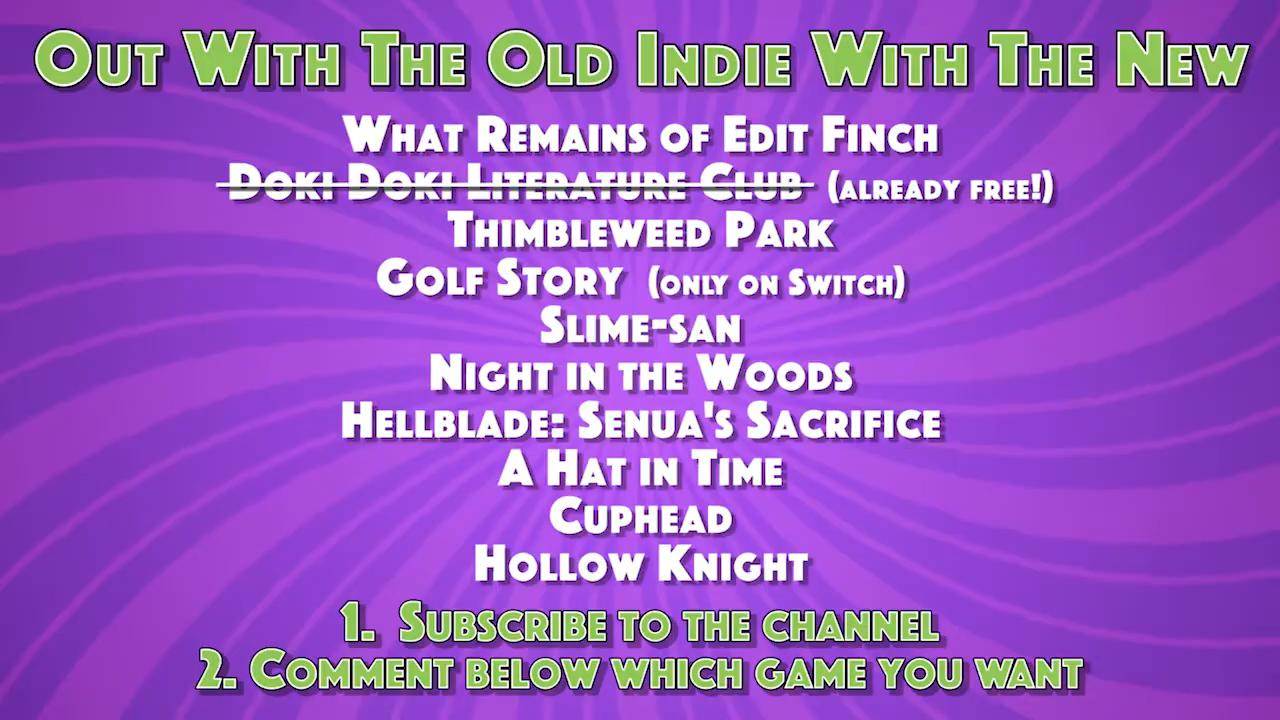 Out With The Old Indie With The New
What Remains of Edit Finch
Doki Doki Literature Club (already free!)
Thimbleweed Park
Golf Story (only on Switch)
Slime-san
Night in the Woods
Hellblade: Senua's Sacrifice
A Hat in Time
Cuphead
Hollow Knight
1. Subscribe to the channel
2. Comment below which game you want